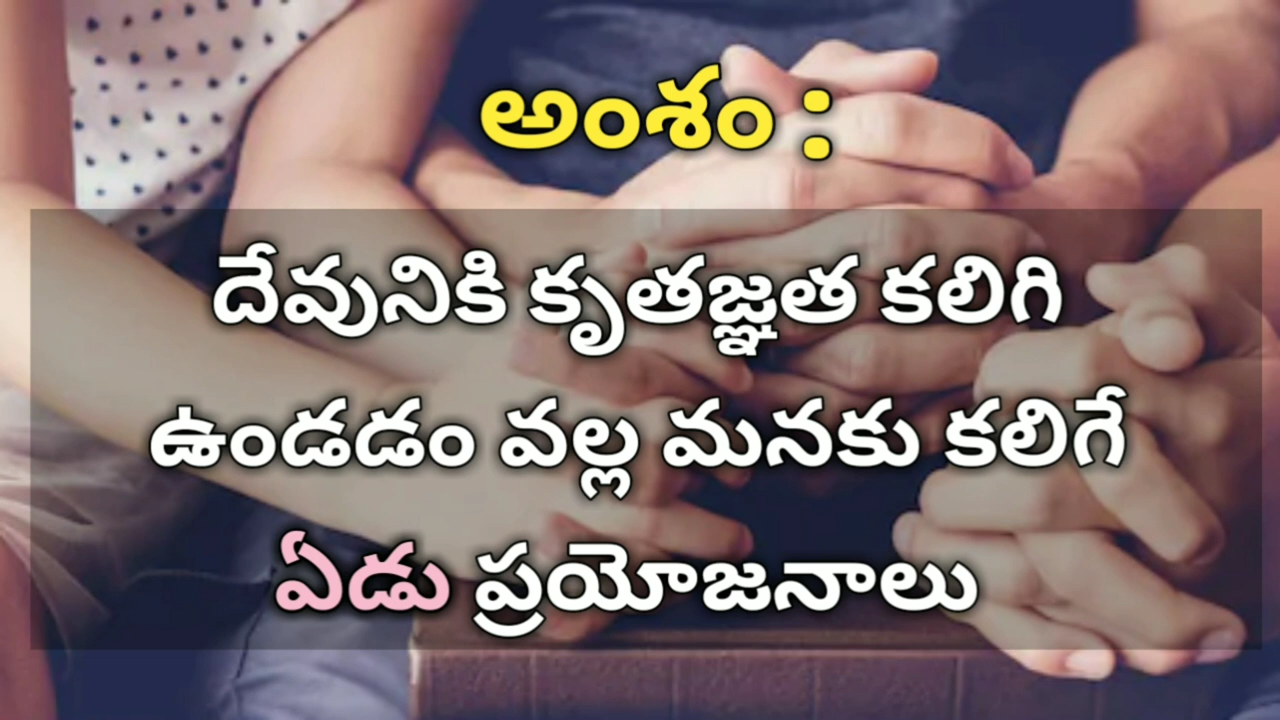 అంశం :
దేవునికి కృతజ్ఞత కలిగి
ఉండడం వల్ల మనకు కలిగే
ఏడు ప్రయోజనాలు